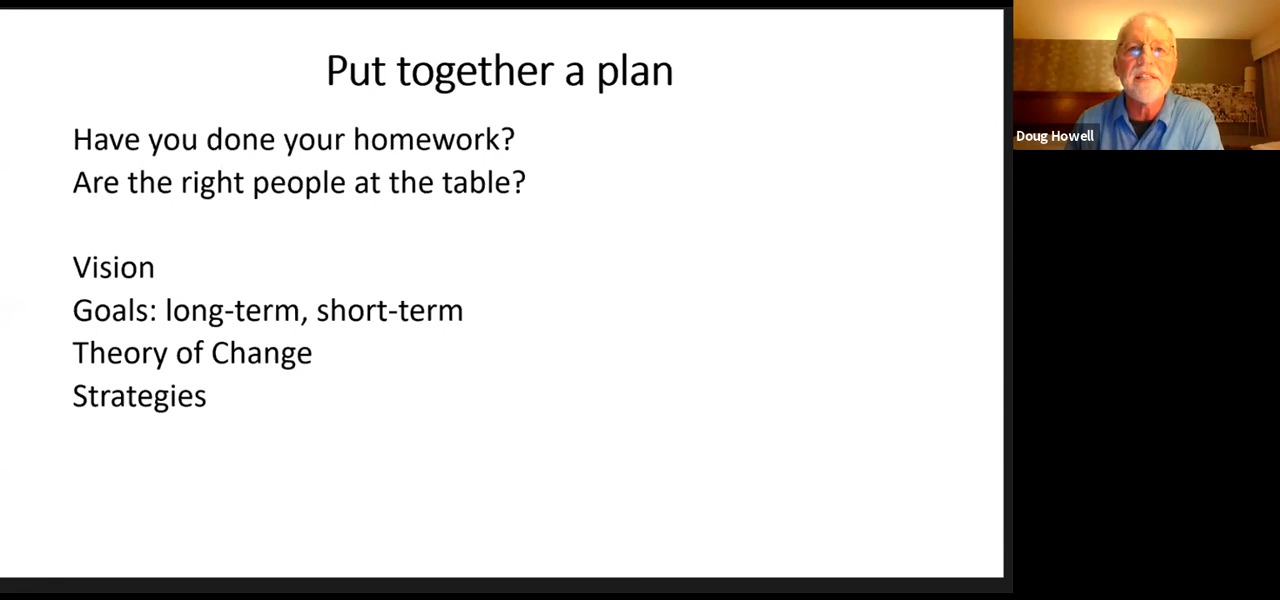 Put together a plan
Have you done your homework?
Are the right people at the table?
Vision
Goals: long-term, short-term
Theory of Change
Strategies
Doug Howell